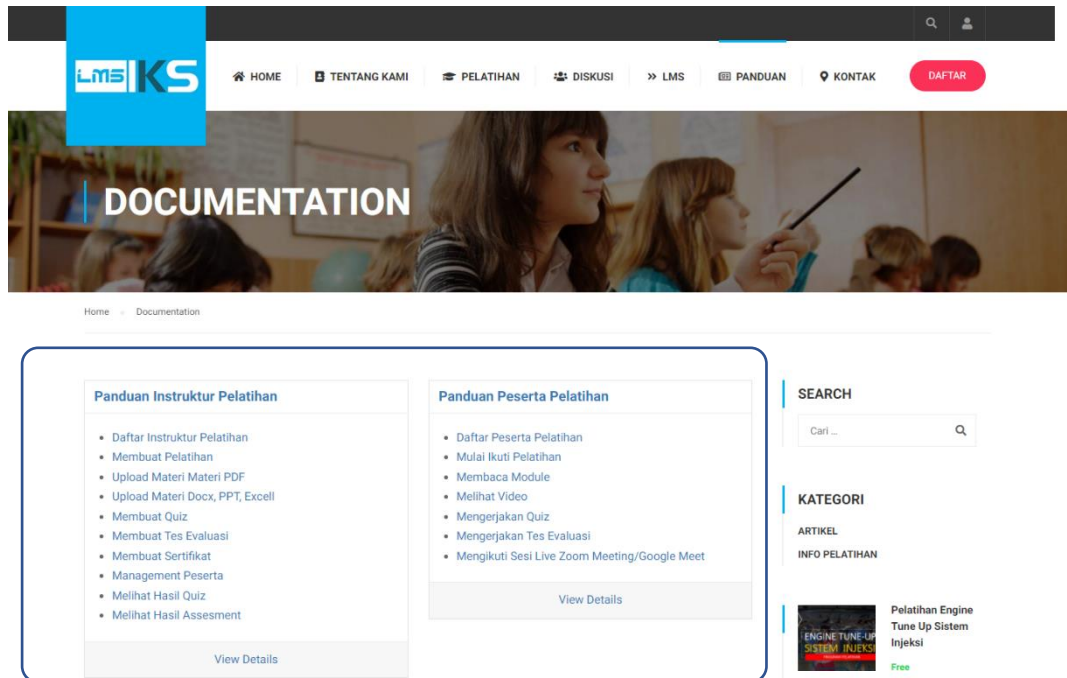 LMS IKS
HOME
TENTANG KAMI
PELATIHAN
DISKUSI
LMS
PANDUAN
KONTAK
DAFTAR
DOCUMENTATION
Home
Documentation
Panduan Instruktur Pelatihan
Daftar Instruktur Pelatihan
Membuat Pelatihan
Upload Materi Materi PDF
Upload Materi Docx, PPT, Excell
Membuat Quiz
Membuat Tes Evaluasi
Membuat Sertifikat
Management Peserta
Melihat Hasil Quiz
Melihat Hasil Assesment
View Details
Panduan Peserta Pelatihan
Daftar Peserta Pelatihan
Mulai Ikuti Pelatihan
Membaca Module
Melihat Video
Mengerjakan Quiz
Mengerjakan Tes Evaluasi
Mengikuti Sesi Live Zoom Meeting/Google Meet
View Details
SEARCH
Cari ...
KATEGORI
ARTIKEL
INFO PELATIHAN
ENGINE TUNE-UP
SISTEM INJEKSI
Pelatihan Engine
Tune Up Sistem
Injeksi
Free